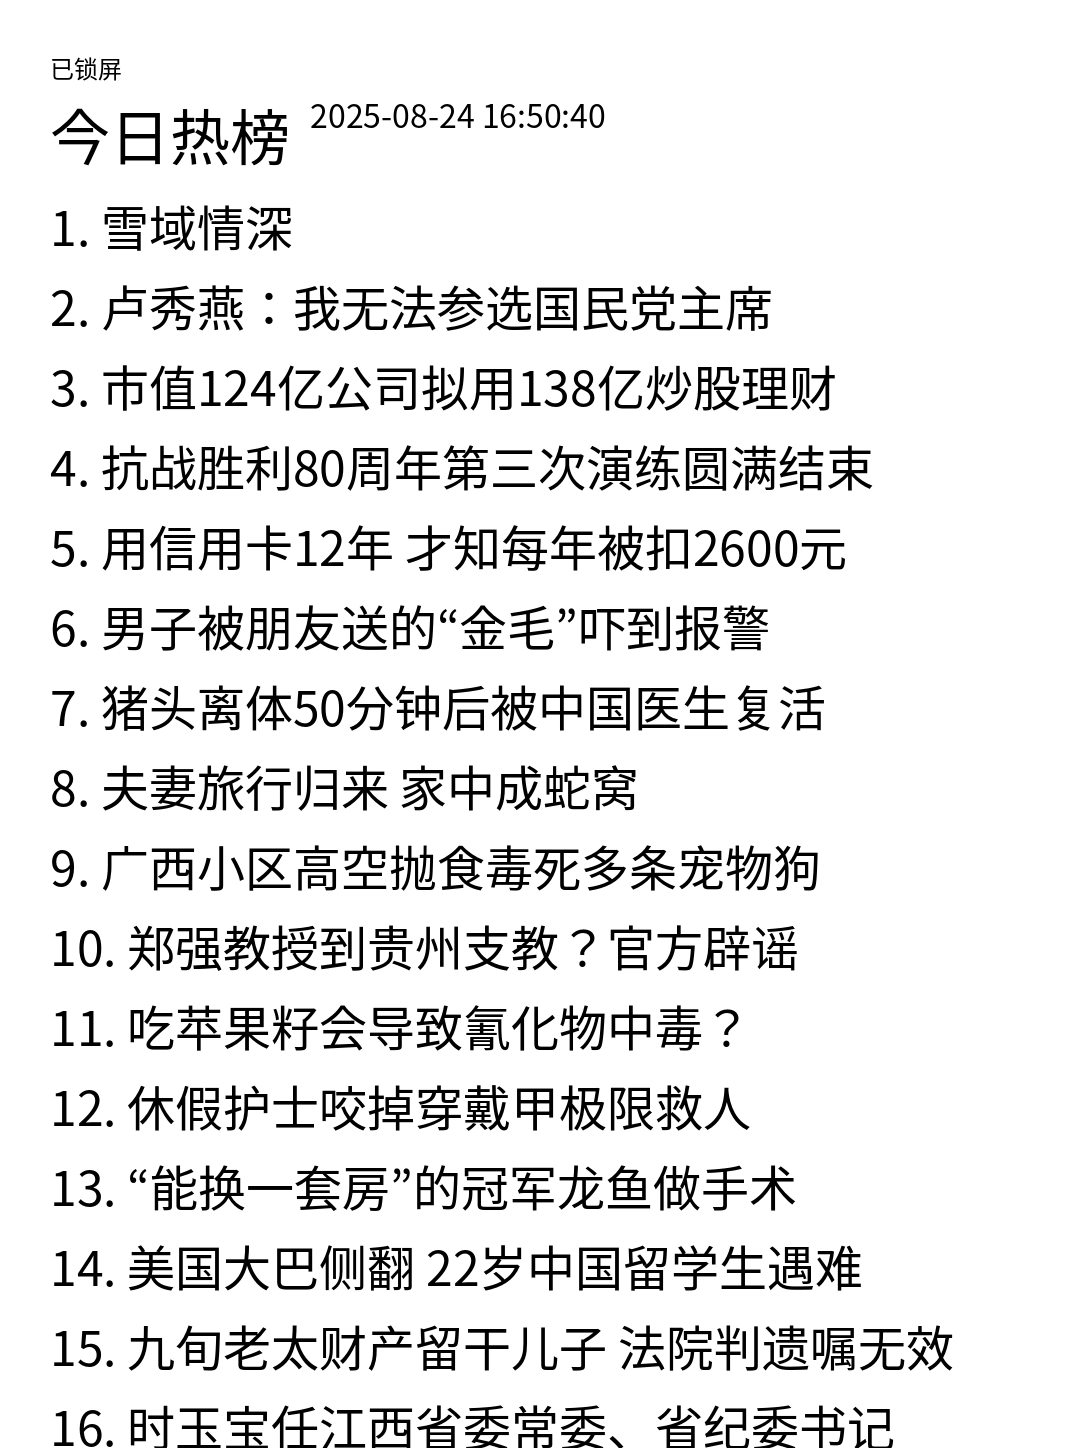 已锁屏
今日热榜 2025-08-24 16:50:40
1. 雪域情深
2. 卢秀燕：我无法参选国民党主席
3. 市值124亿公司拟用138亿炒股理财
4. 抗战胜利80周年第三次演练圆满结束
5. 用信用卡12年 才知每年被扣2600元
6. 男子被朋友送的“金毛”吓到报警
7. 猪头离体50分钟后被中国医生复活
8. 夫妻旅行归来 家中成蛇窝
9. 广西小区高空抛食毒死多条宠物狗
10. 郑强教授到贵州支教？官方辟谣
11. 吃苹果籽会导致氰化物中毒？
12. 休假护士咬掉穿戴甲极限救人
13. “能换一套房”的冠军龙鱼做手术
14. 美国大巴侧翻 22岁中国留学生遇难
15. 九旬老太财产留干儿子 法院判遗嘱无效
16. 时玉宝任江西省委常委、省纪委书记